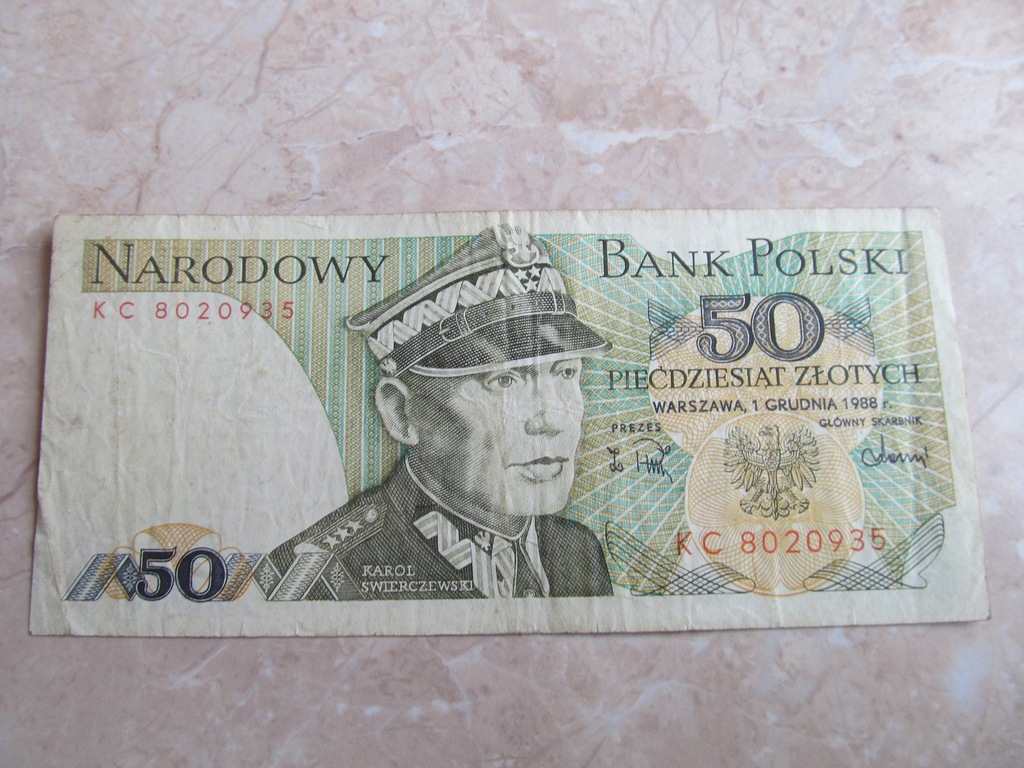 NARODOWY BANK POLSKI
KC 8020935
50
PIĘĆDZIESIĄT ZŁOTYCH
WARSZAWA, 1 GRUDNIA 1988 r.
PREZES GŁÓWNY SKARBNIK
KC 8020935
50
KAROL
ŚWIERCZEWSKI